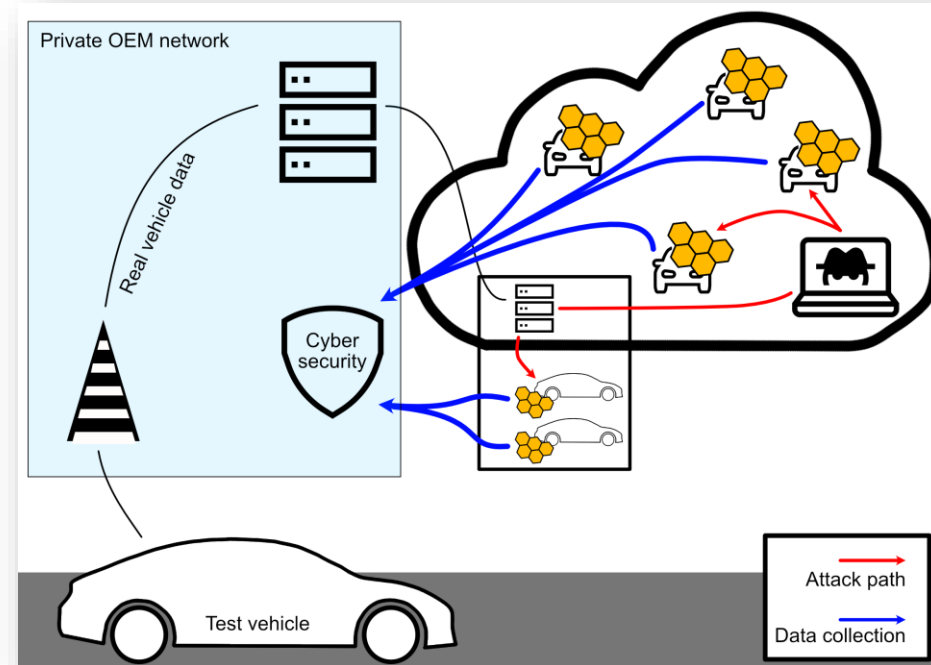 Private OEM network
Real vehicle data
Cyber
security
Test vehicle
Attack path
Data collection